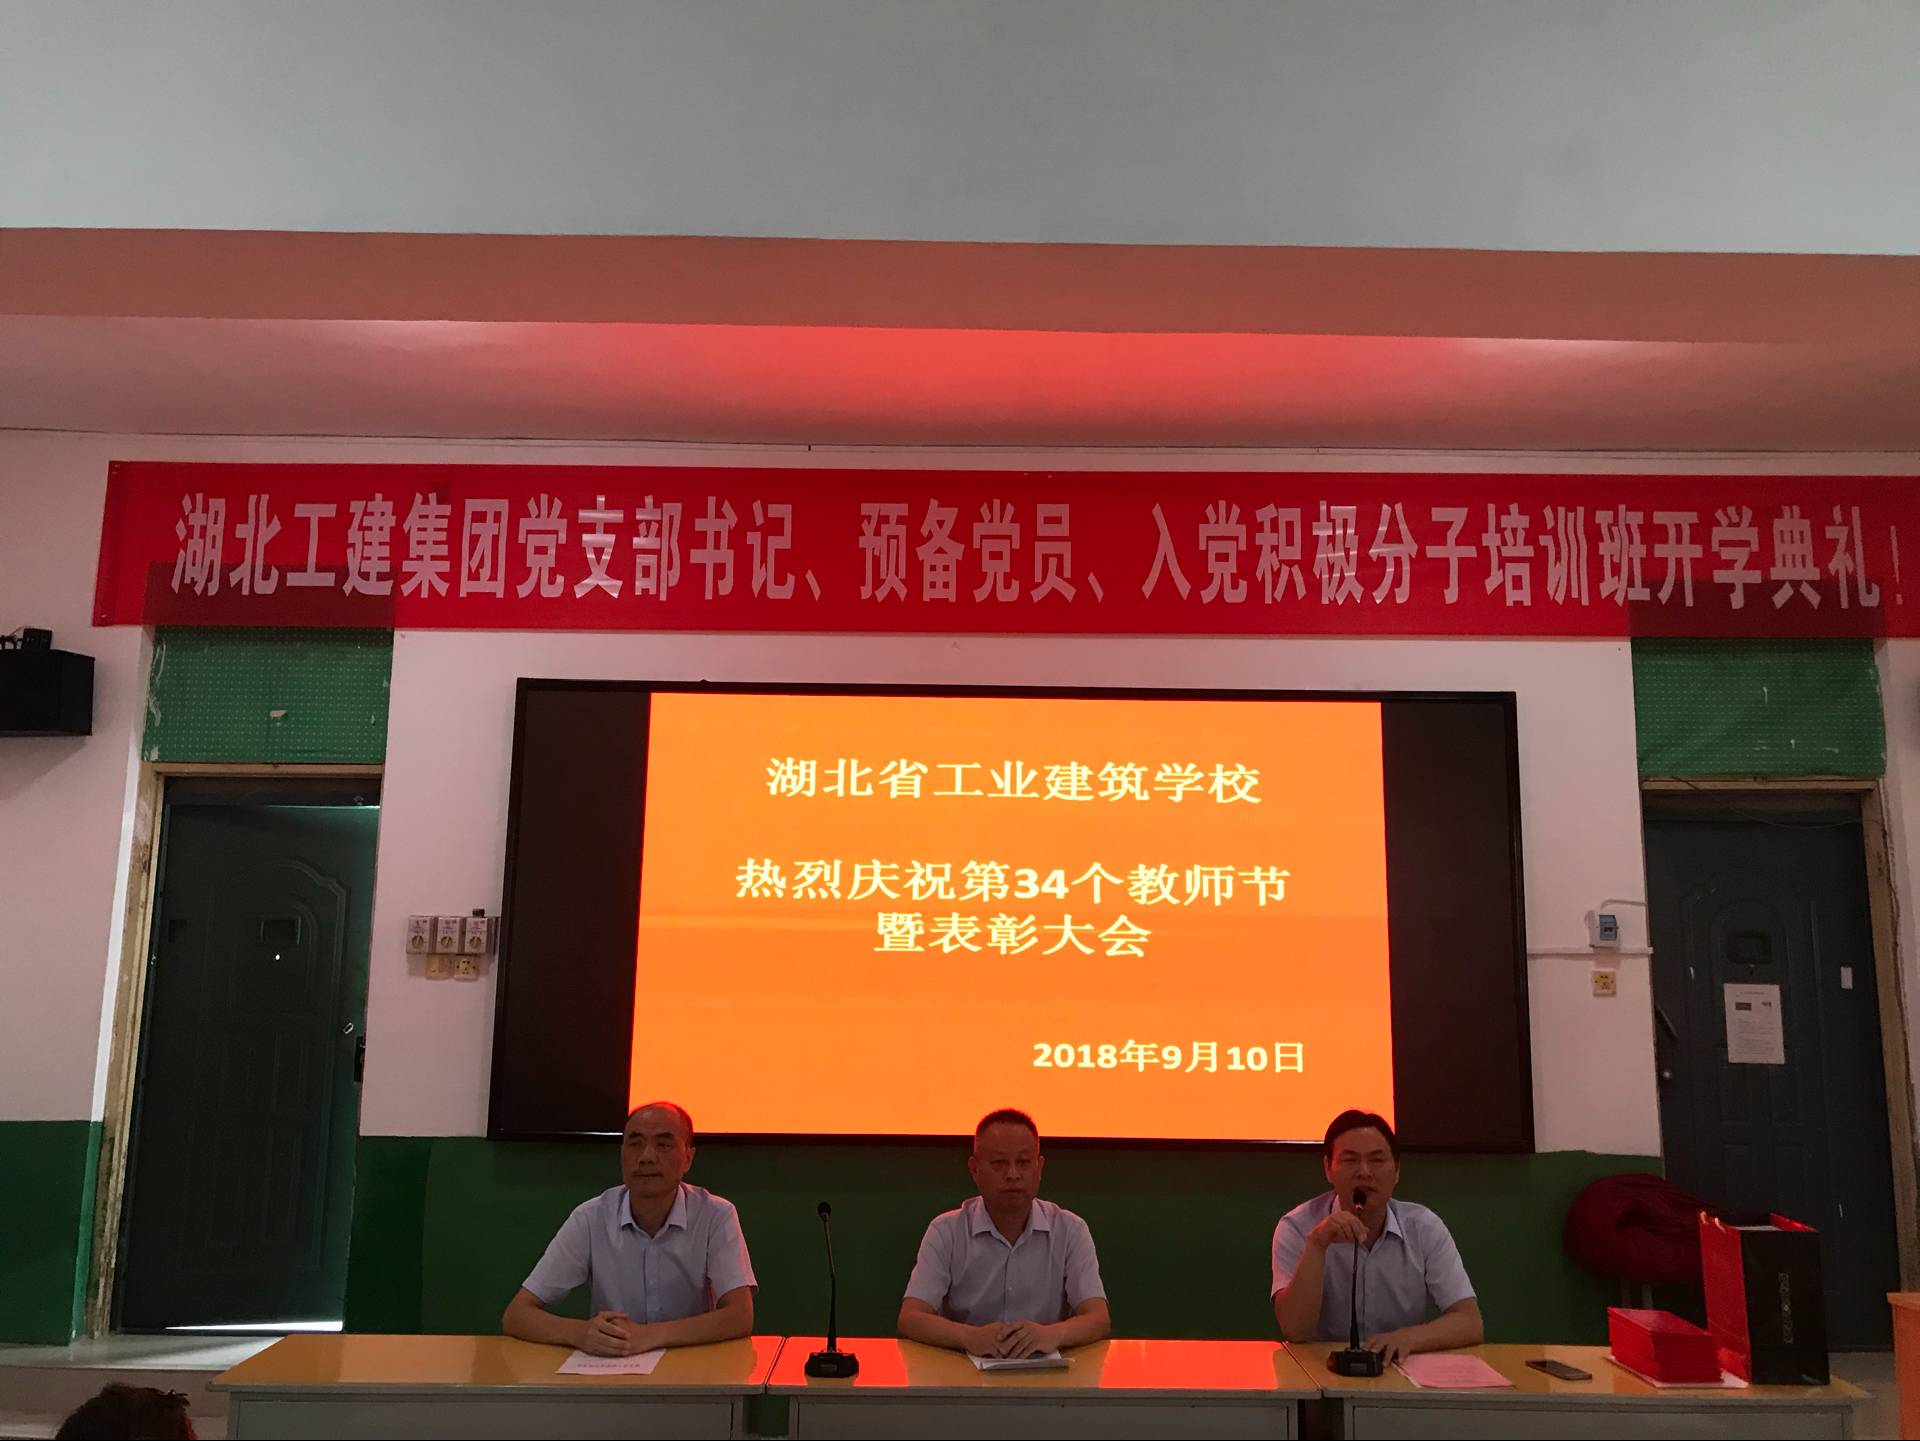 湖北工建集团党支部书记、预备党员、入党积极分子培训班开学典礼！
湖北省工业建筑学校
热烈庆祝第34个教师节
暨表彰大会
2018年9月10日